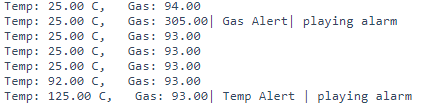 Temp: 25.00 C,   Gas: 94.00
Temp: 25.00 C,   Gas: 305.00| Gas Alert| playing alarm
Temp: 25.00 C,   Gas: 93.00
Temp: 25.00 C,   Gas: 93.00
Temp: 25.00 C,   Gas: 93.00
Temp: 92.00 C,   Gas: 93.00
Temp: 125.00 C,   Gas: 93.00| Temp Alert | playing alarm